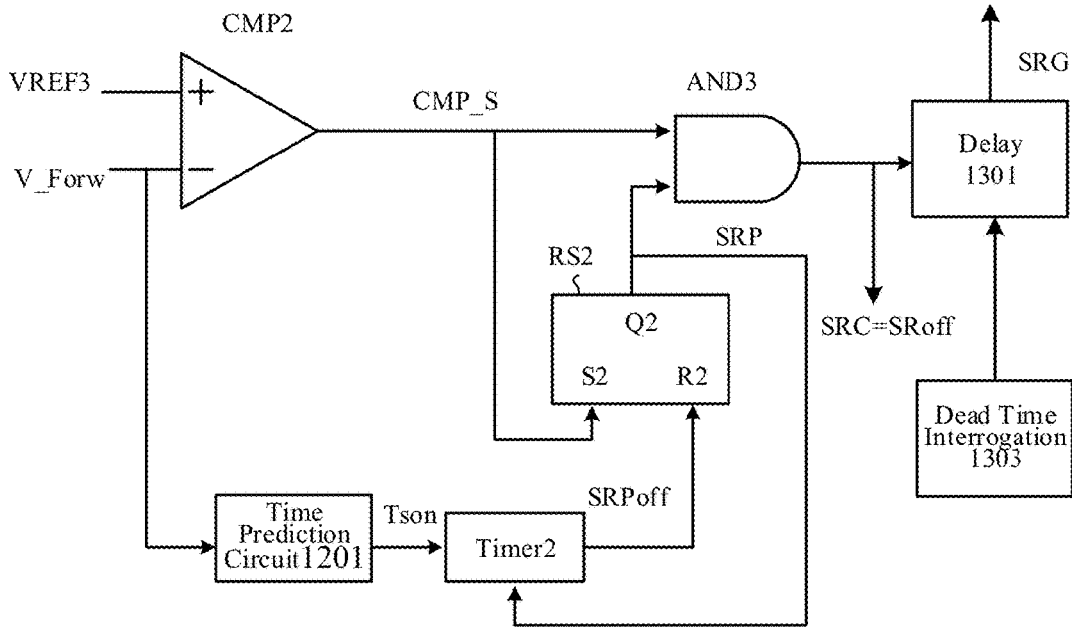 CMP2
VREF3
+
V_Forw
−
CMP_S
AND3
SRG
Delay
1301
SRP
RS2
Q2
S2
R2
SRC=SRoff
Dead Time
Interrogation
1303
Time
Prediction
Circuit1201
Tson
Timer2
SRPoff